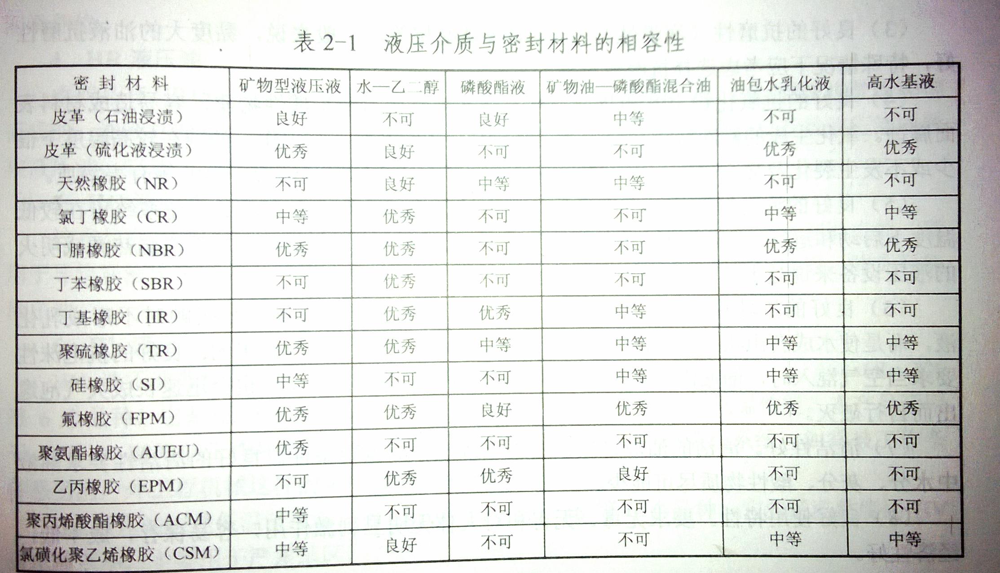 表2-1 液压介质与密封材料的相容性
密封材料 矿物型液压液 水—乙二醇 磷酸酯液 矿物油—磷酸酯混合油 油包水乳化液 高水基液
皮革（石油浸渍） 良好 不可 良好 中等 不可 不可
皮革（硫化液浸渍） 优秀 良好 不可 不可 优秀 优秀
天然橡胶（NR） 不可 良好 中等 中等 不可 不可
氯丁橡胶（CR） 中等 优秀 不可 不可 中等 中等
丁腈橡胶（NBR） 优秀 优秀 不可 不可 优秀 优秀
丁苯橡胶（SBR） 不可 优秀 不可 不可 不可 不可
丁基橡胶（IIR） 不可 优秀 优秀 中等 不可 不可
聚硫橡胶（TR） 优秀 优秀 中等 中等 中等 中等
硅橡胶（SI） 中等 不可 不可 中等 中等 中等
氟橡胶（FPM） 优秀 优秀 良好 优秀 优秀 优秀
聚氨酯橡胶（AUEU） 优秀 不可 不可 不可 不可 不可
乙丙橡胶（EPM） 不可 优秀 优秀 良好 不可 不可
聚丙烯酸酯橡胶（ACM） 中等 不可 不可 不可 不可 不可
氯磺化聚乙烯橡胶（CSM） 中等 良好 不可 不可 中等 中等